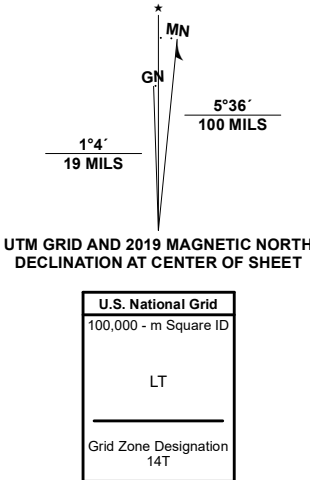 ★
MN
GN
5°36´
100 MILS
1°4´
19 MILS
UTM GRID AND 2019 MAGNETIC NORTH
DECLINATION AT CENTER OF SHEET
U.S. National Grid
100,000 - m Square ID
LT
Grid Zone Designation
14T